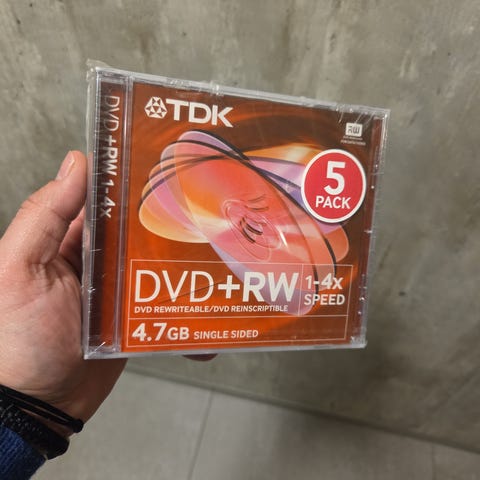 TDK
DVD+RW 1-4x
RW
5
PACK
DVD+RW
1-4x
SPEED
DVD REWRITEABLE/DVD REINSCRIPTIBLE
4.7GB SINGLE SIDED